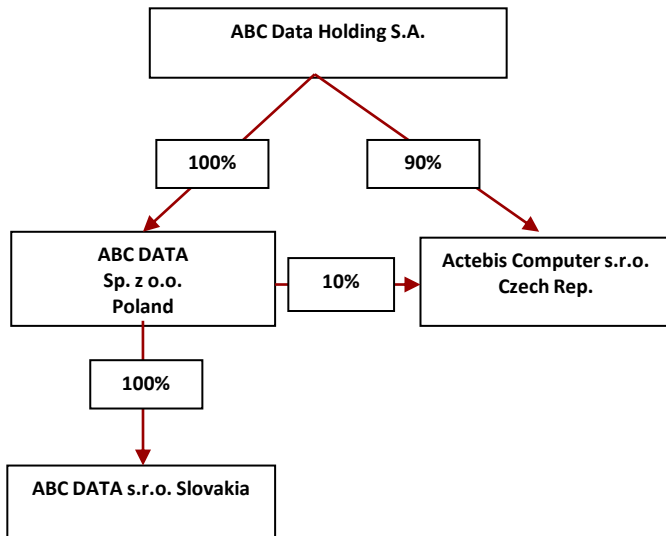 ABC Data Holding S.A.
100%
90%
ABC DATA
Sp. z o.o.
Poland
10%
Actebis Computer s.r.o.
Czech Rep.
100%
ABC DATA s.r.o. Slovakia